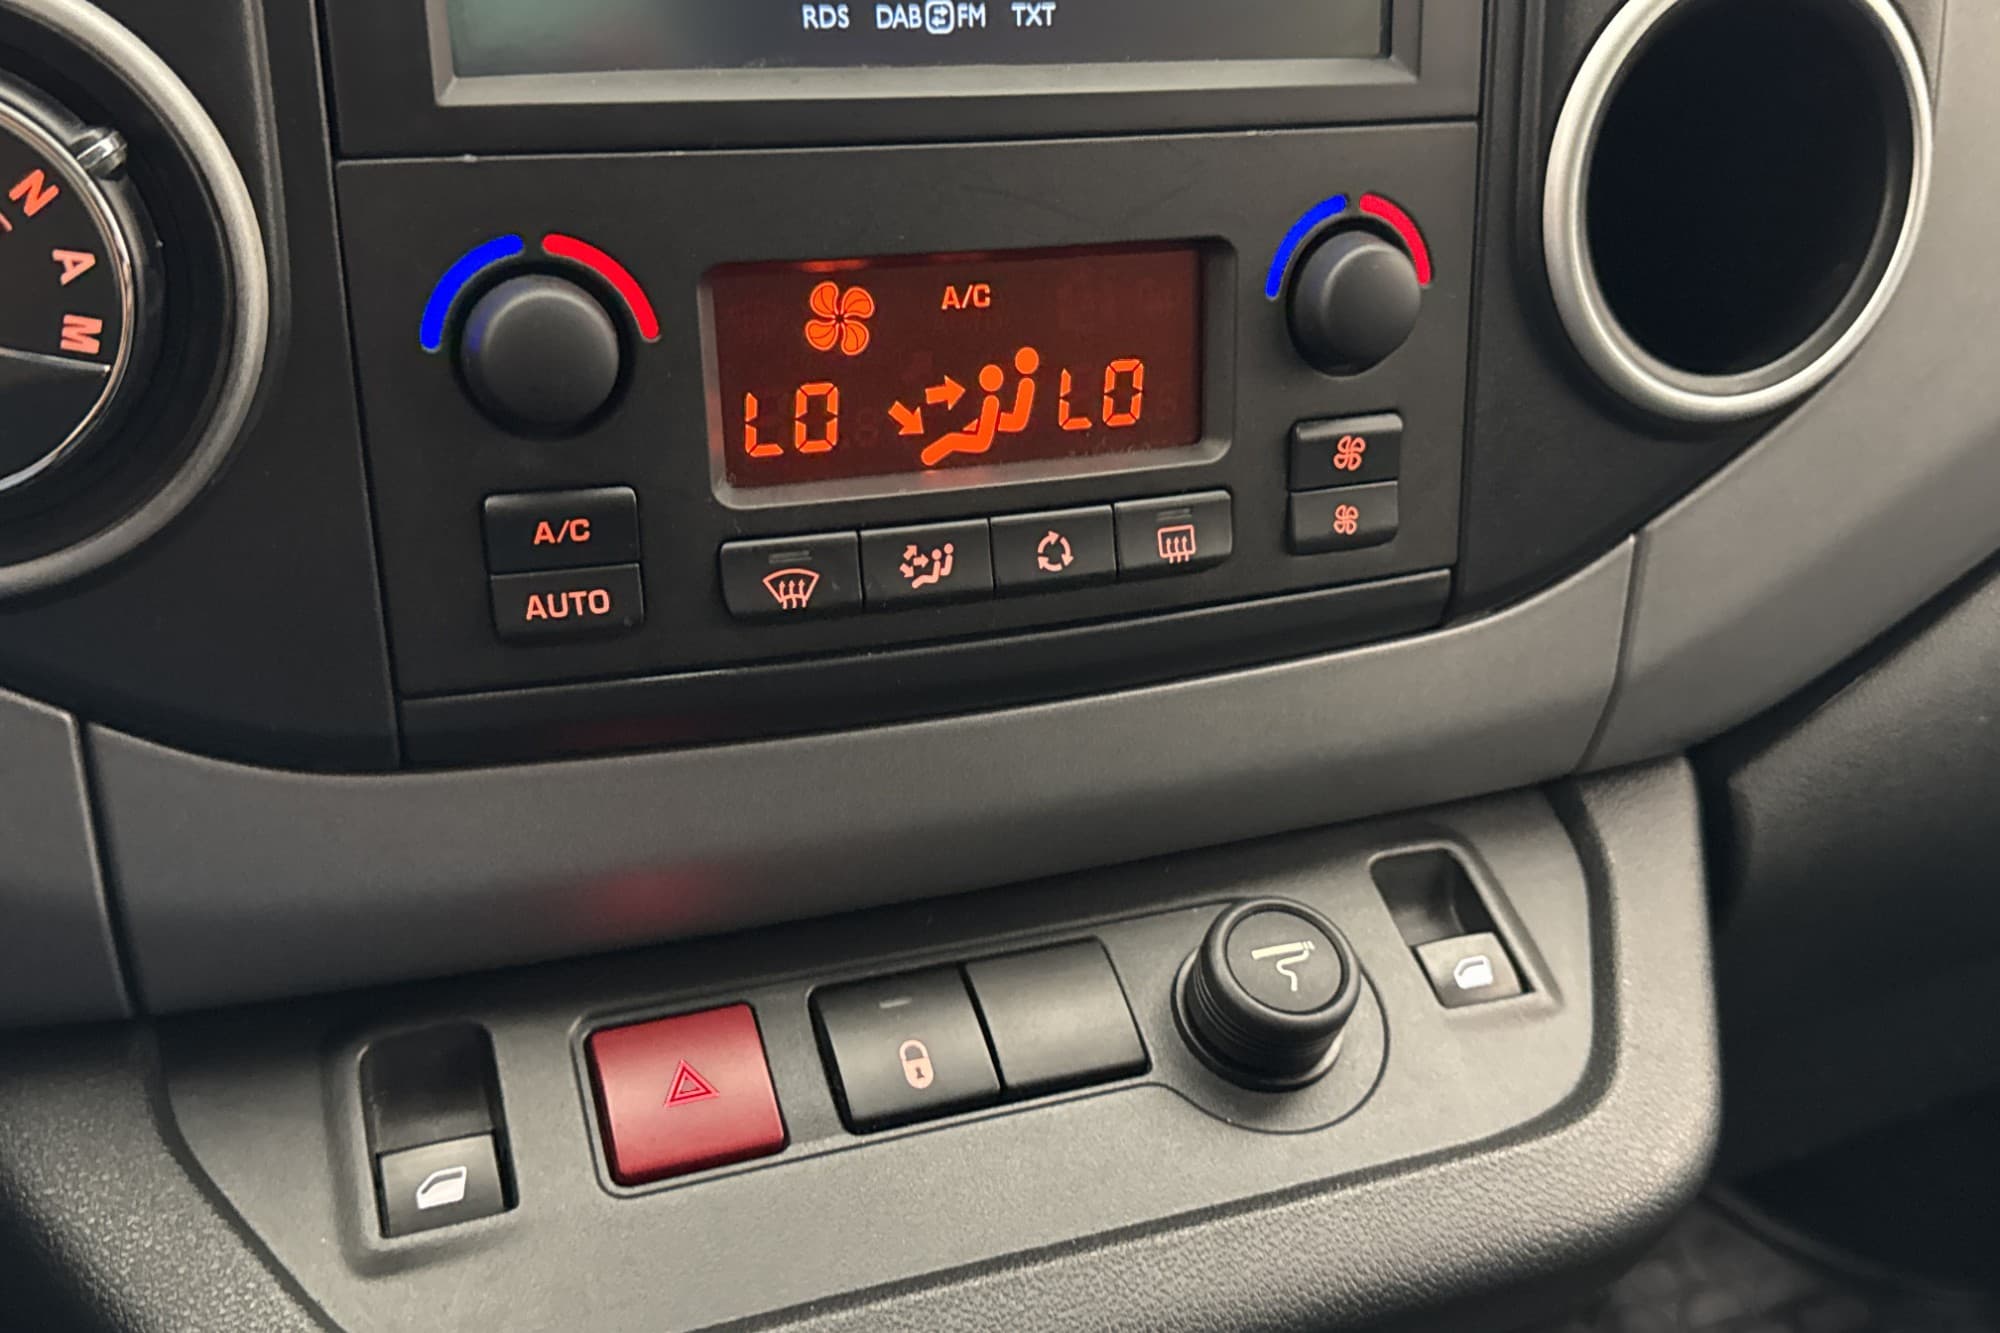 RDS DAB FM TXT
N
A
M
A/C
LO LO
A/C
AUTO